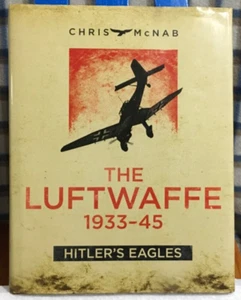 CHRIS McNAB
THE
LUFTWAFFE
1933–45
HITLER'S EAGLES